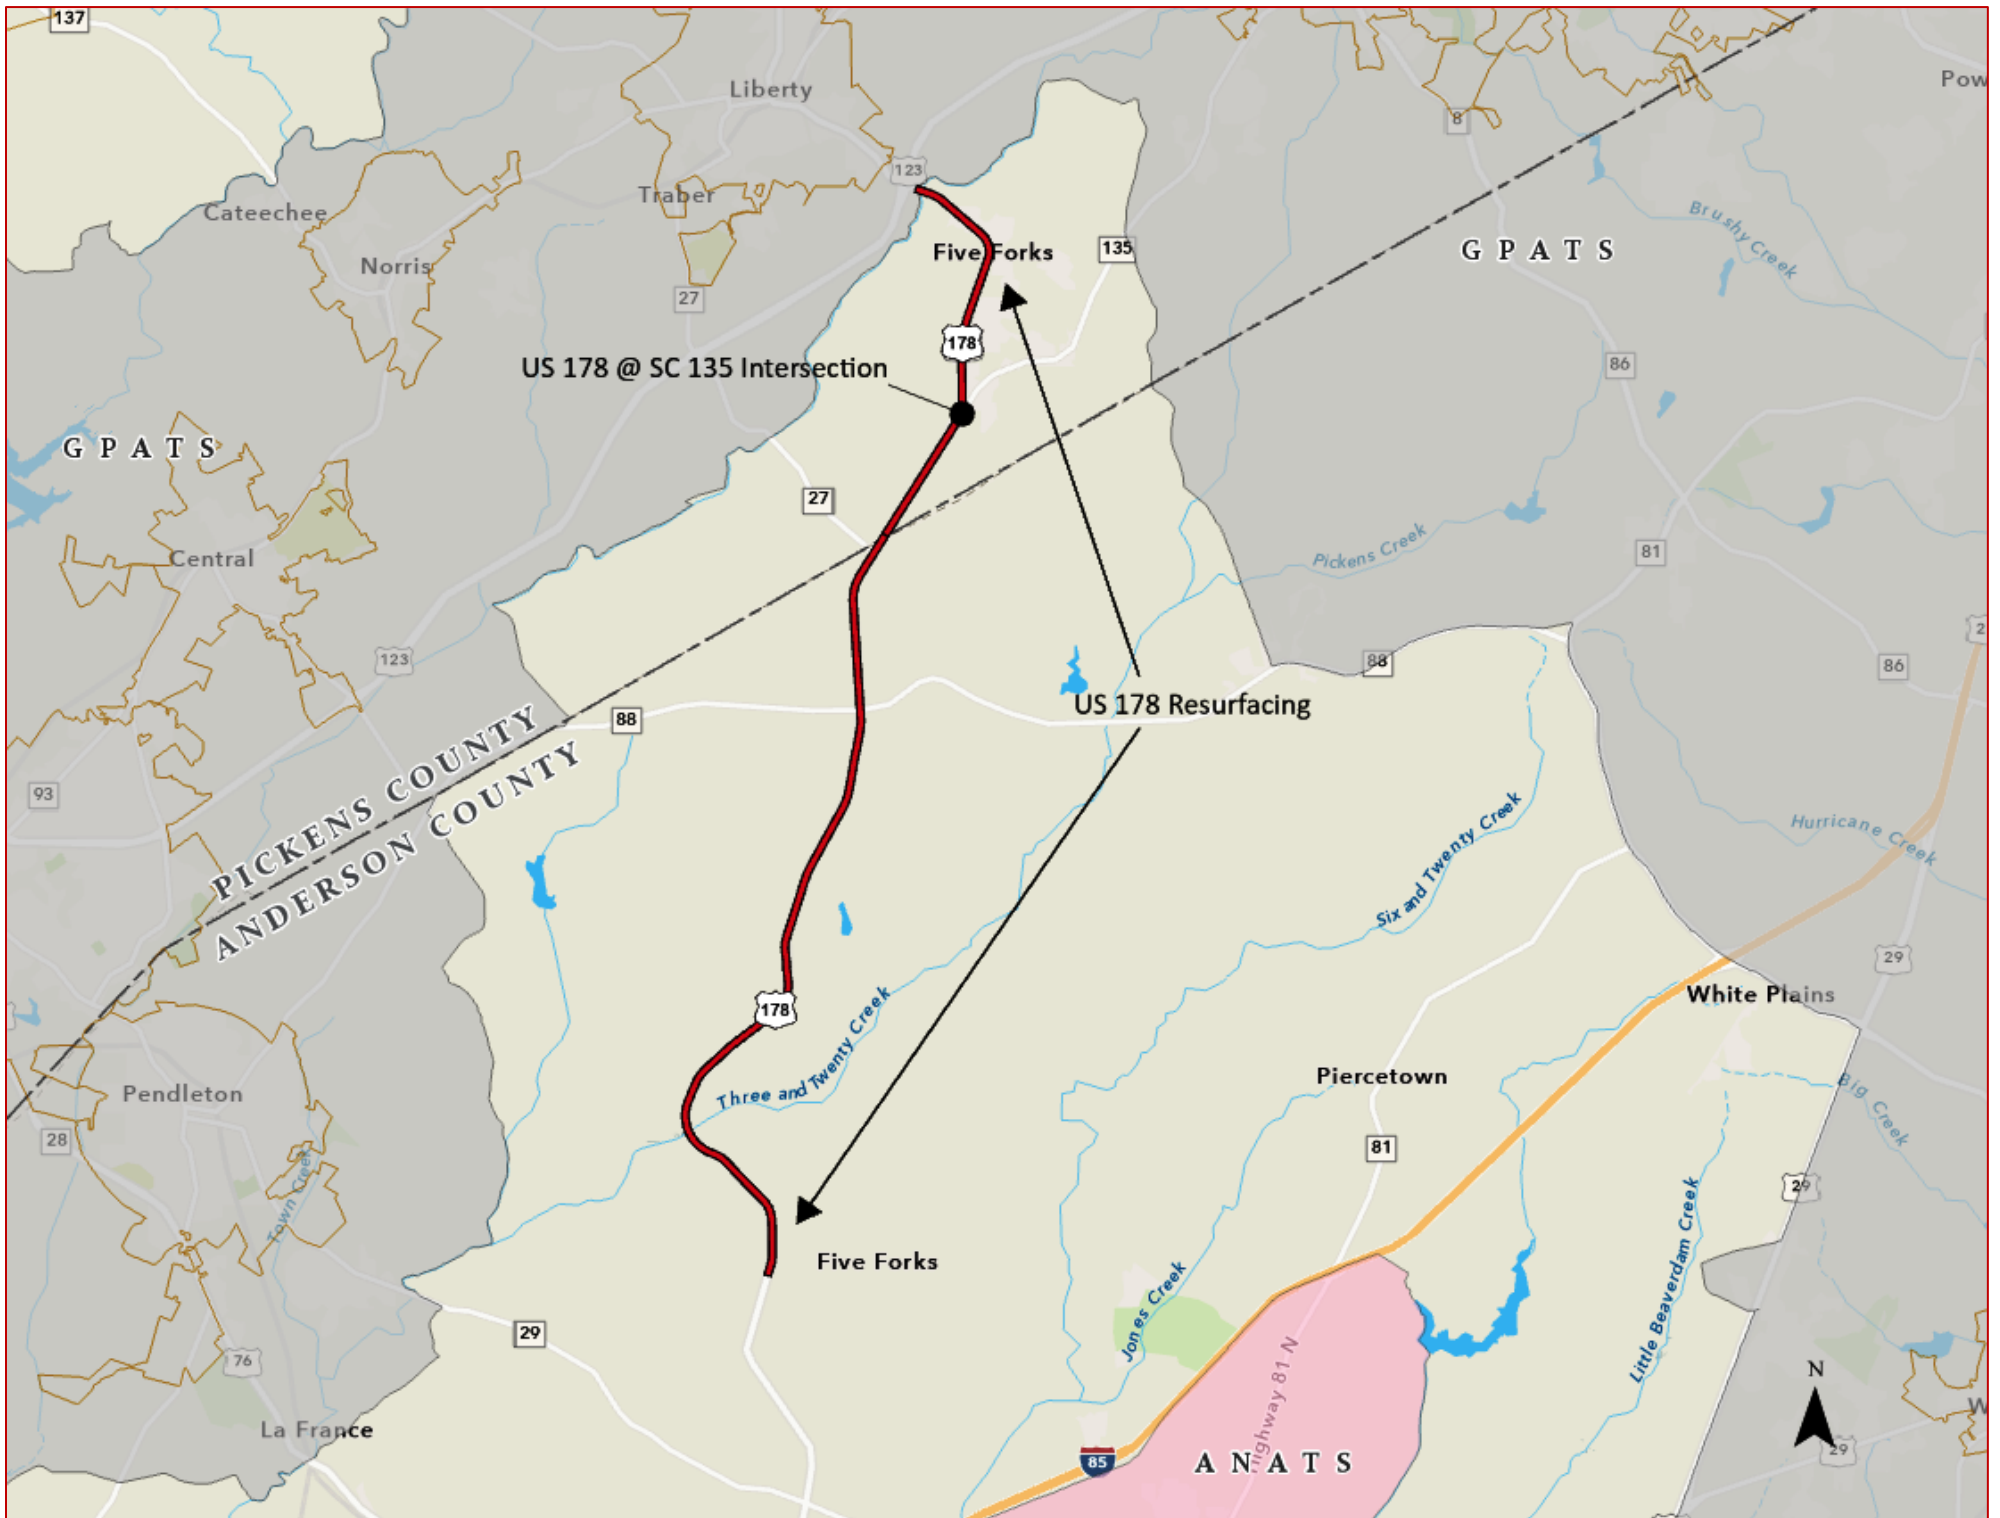 137
Liberty
Pow
8
123
Traber
Cateechee
Brushy Creek
Five Forks
135
GPATS
Norris
27
178
86
US 178 @ SC 135 Intersection
GPATS
27
Central
Pickens Creek
81
2
123
88
86
US 178 Resurfacing
88
PICKENS COUNTY
ANDERSON COUNTY
93
Hurricane Creek
Six and Twenty Creek
29
White Plains
178
Three and Twenty Creek
Piercetown
Pendleton
Big Creek
28
81
Town Creek
29
Five Forks
Little Beaverdam Creek
Jones Creek
29
76
Highway 81 N
N
W
La France
29
85
ANATS